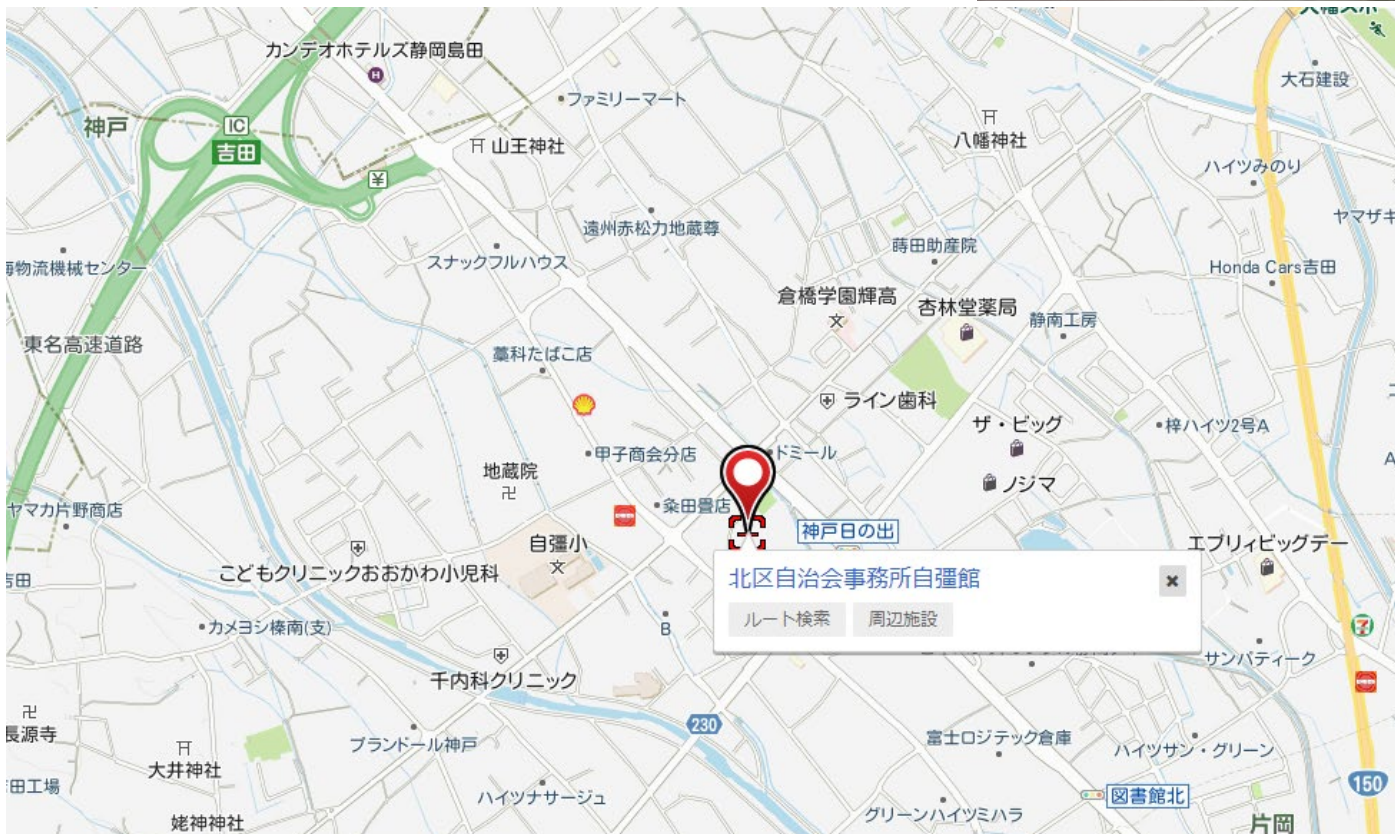 カンデオホテルズ静岡島田
大石建設
ファミリーマート
神戸
IC
吉田
山王神社
八幡神社
ハイツみのり
¥
遠州赤松力地蔵尊
ヤマザキ
蒔田助産院
スナックフルハウス
海物流機械センター
Honda Cars吉田
倉橋学園輝高
文
杏林堂薬局
静南工房
東名高速道路
藁科たばこ店
ライン歯科
ザ・ビッグ
梓ハイツ2号A
甲子商会分店
ドミール
地蔵院
ノジマ
粂田畳店
ヤマカ片野商店
神戸日の出
自彊小
文
エブリィビッグデー
こどもクリニックおおかわ小児科
北区自治会事務所自彊館
ルート検索
周辺施設
吉田
カメヨシ榛南(支)
B
サンパティーク
千内科クリニック
長源寺
230
ブランドール神戸
富士ロジテック倉庫
ハイツサン・グリーン
大井神社
田工場
150
ハイツナサージュ
図書館北
グリーンハイツミハラ
姥神神社
片岡